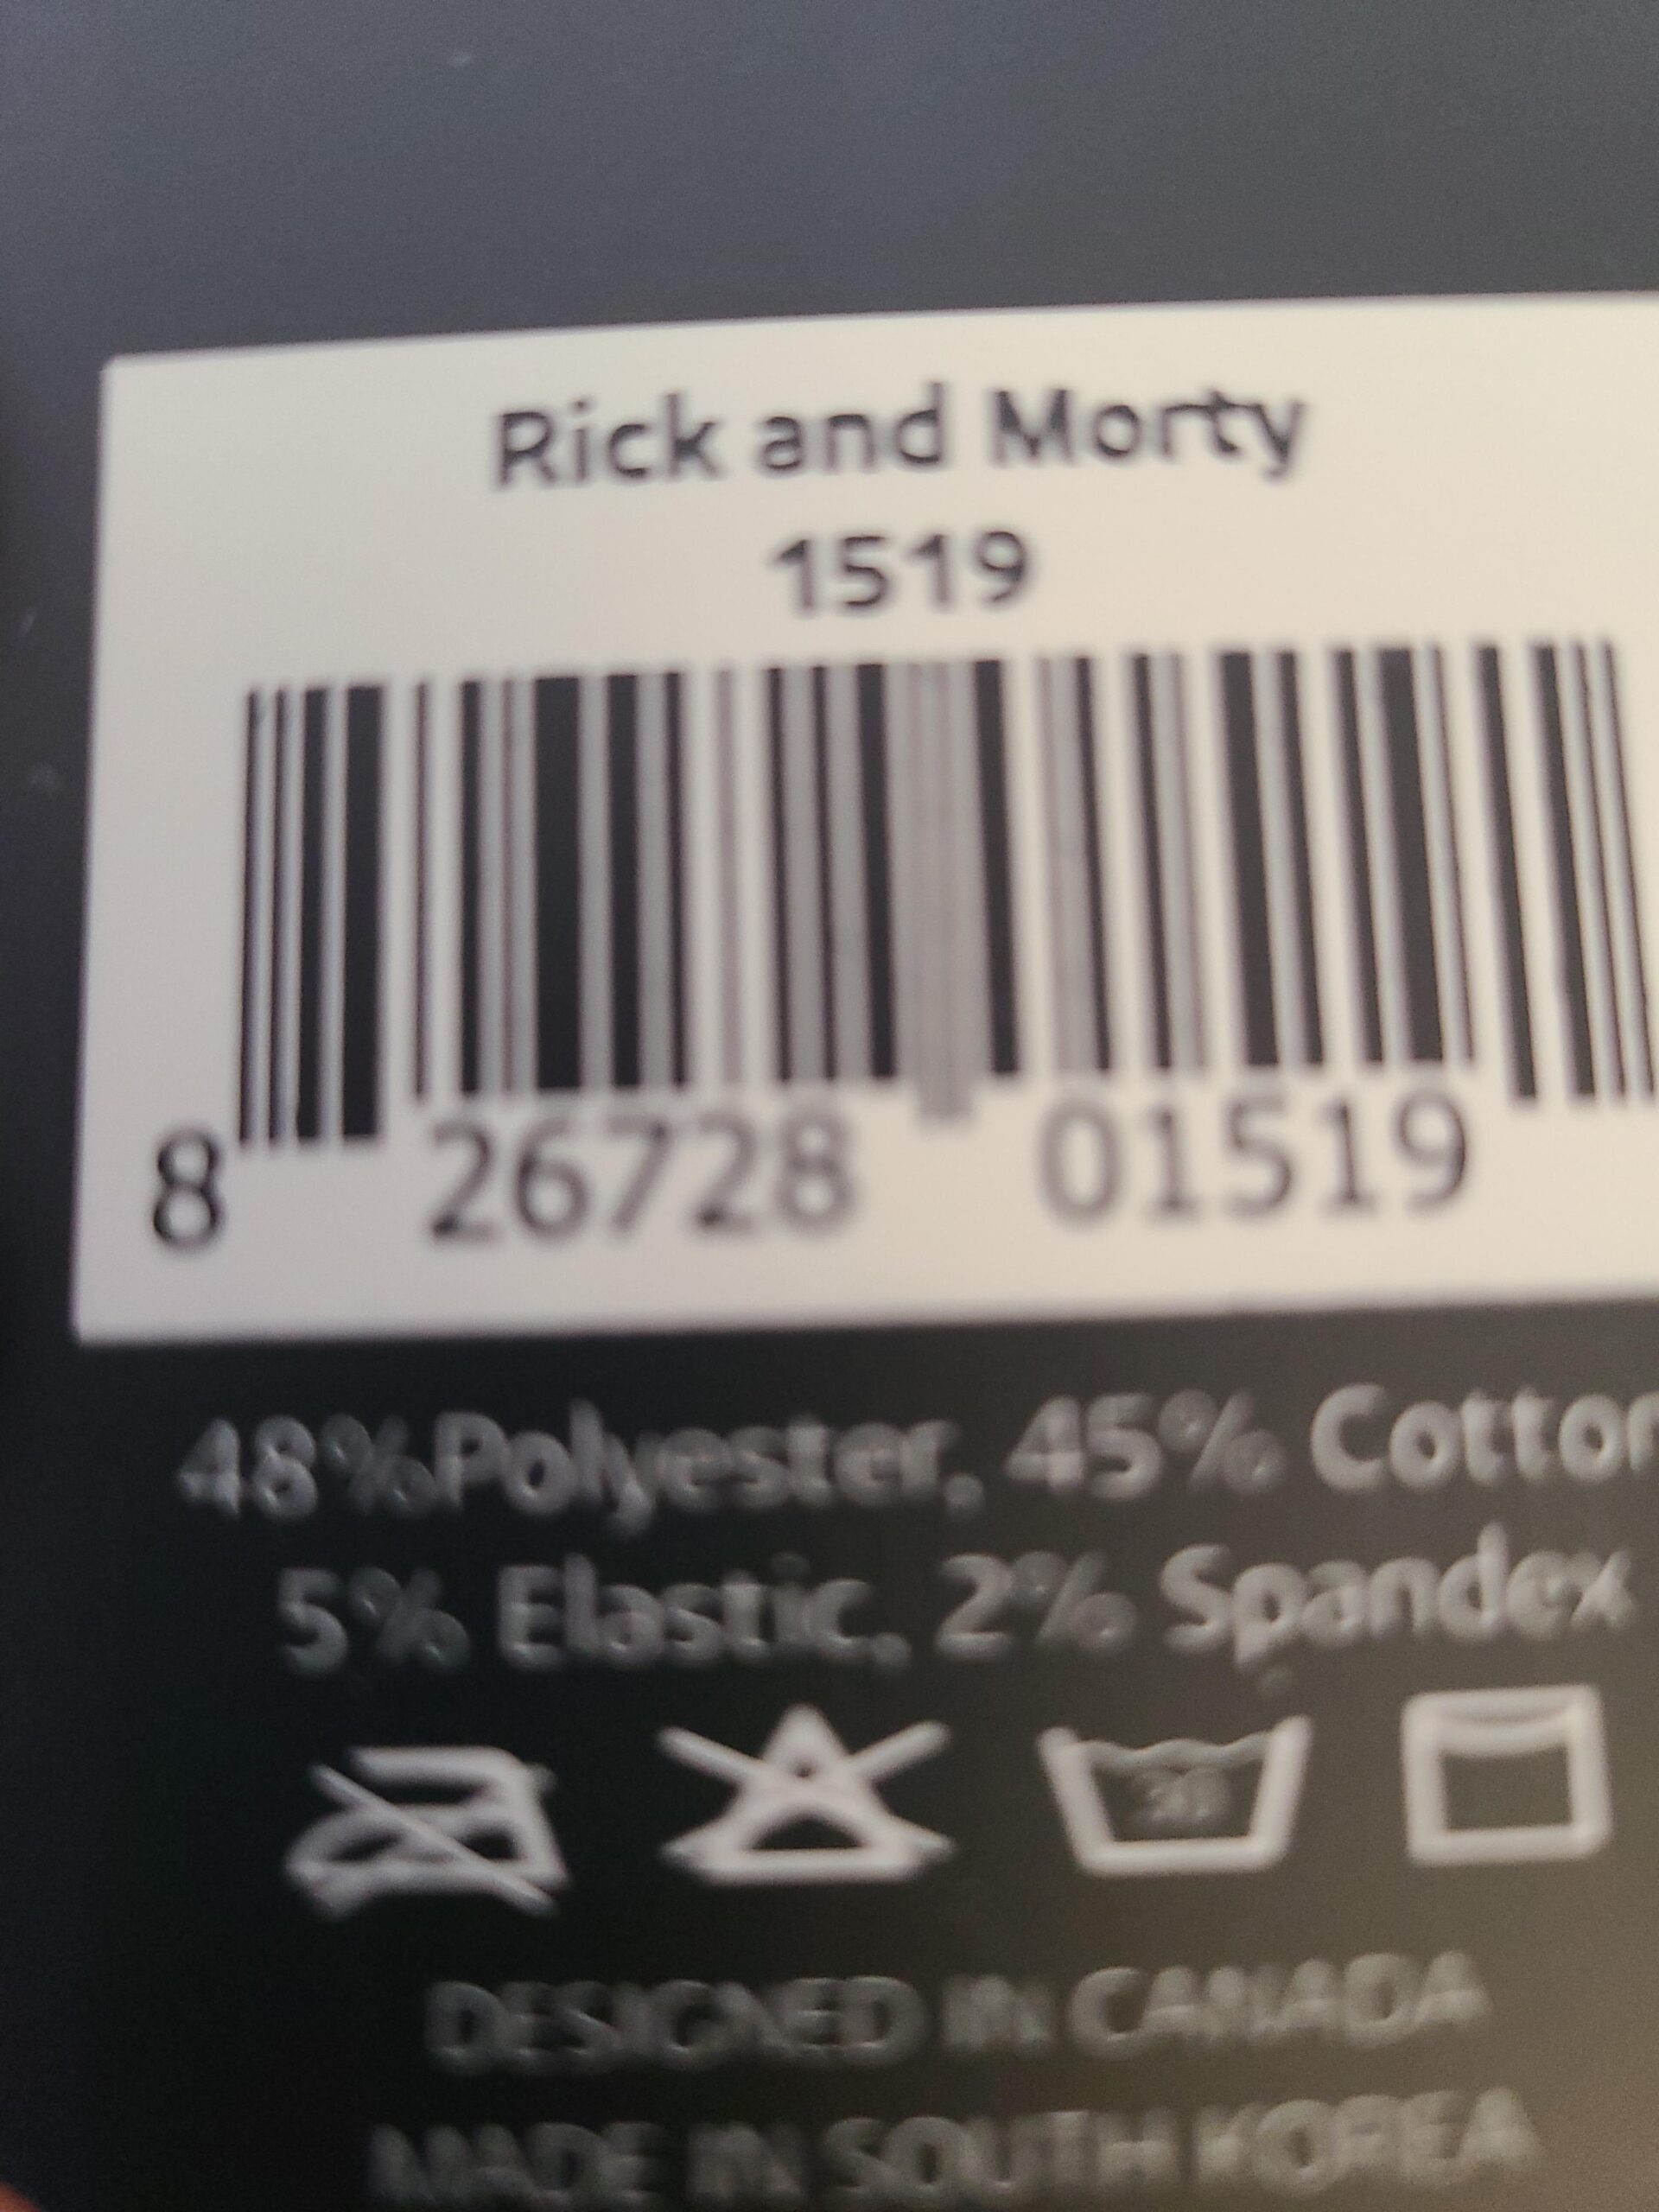 Rick and Morty
1519
8 26728 01519
48%Polyester, 45% Cotton
5% Elastic, 2% Spandex
30
DESIGNED IN CANADA
MADE IN SOUTH KOREA